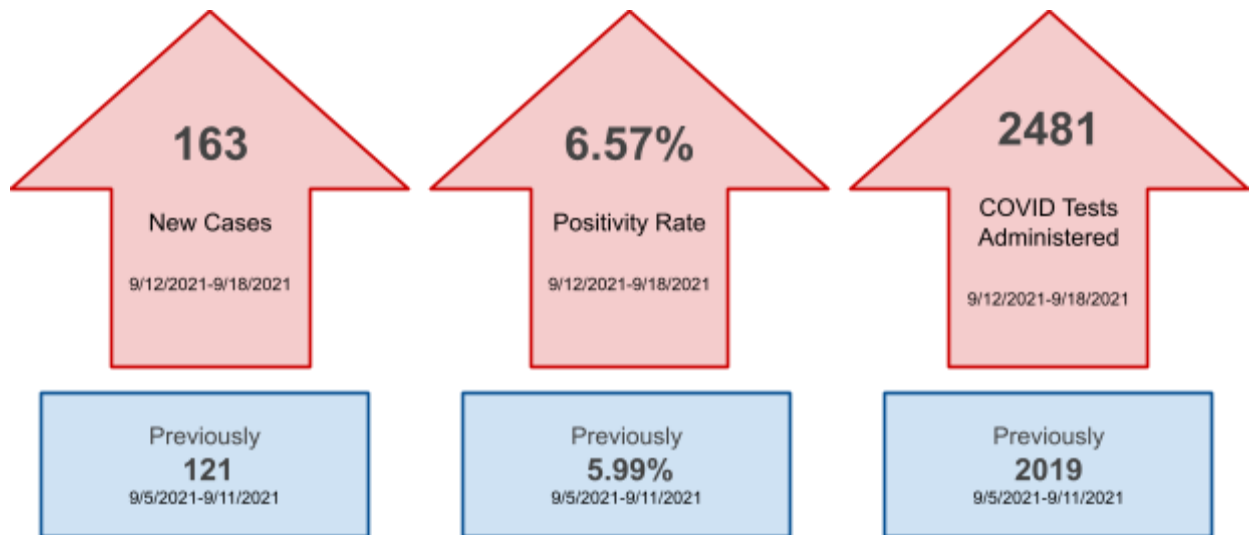 163
New Cases
9/12/2021-9/18/2021
Previously
121
9/5/2021-9/11/2021
6.57%
Positivity Rate
9/12/2021-9/18/2021
Previously
5.99%
9/5/2021-9/11/2021
2481
COVID Tests
Administered
9/12/2021-9/18/2021
Previously
2019
9/5/2021-9/11/2021